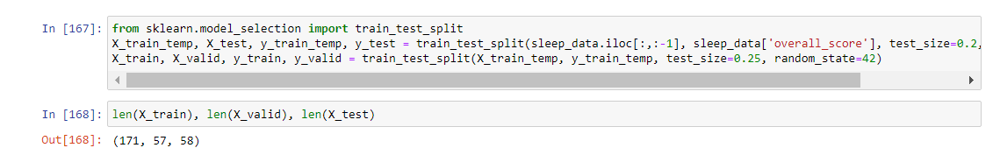 In [167]: from sklearn.model_selection import train_test_split
X_train_temp, X_test, y_train_temp, y_test = train_test_split(sleep_data.iloc[:,:-1], sleep_data['overall_score'], test_size=0.2,
X_train, X_valid, y_train, y_valid = train_test_split(X_train_temp, y_train_temp, test_size=0.25, random_state=42)
In [168]: len(X_train), len(X_valid), len(X_test)
Out[168]: (171, 57, 58)